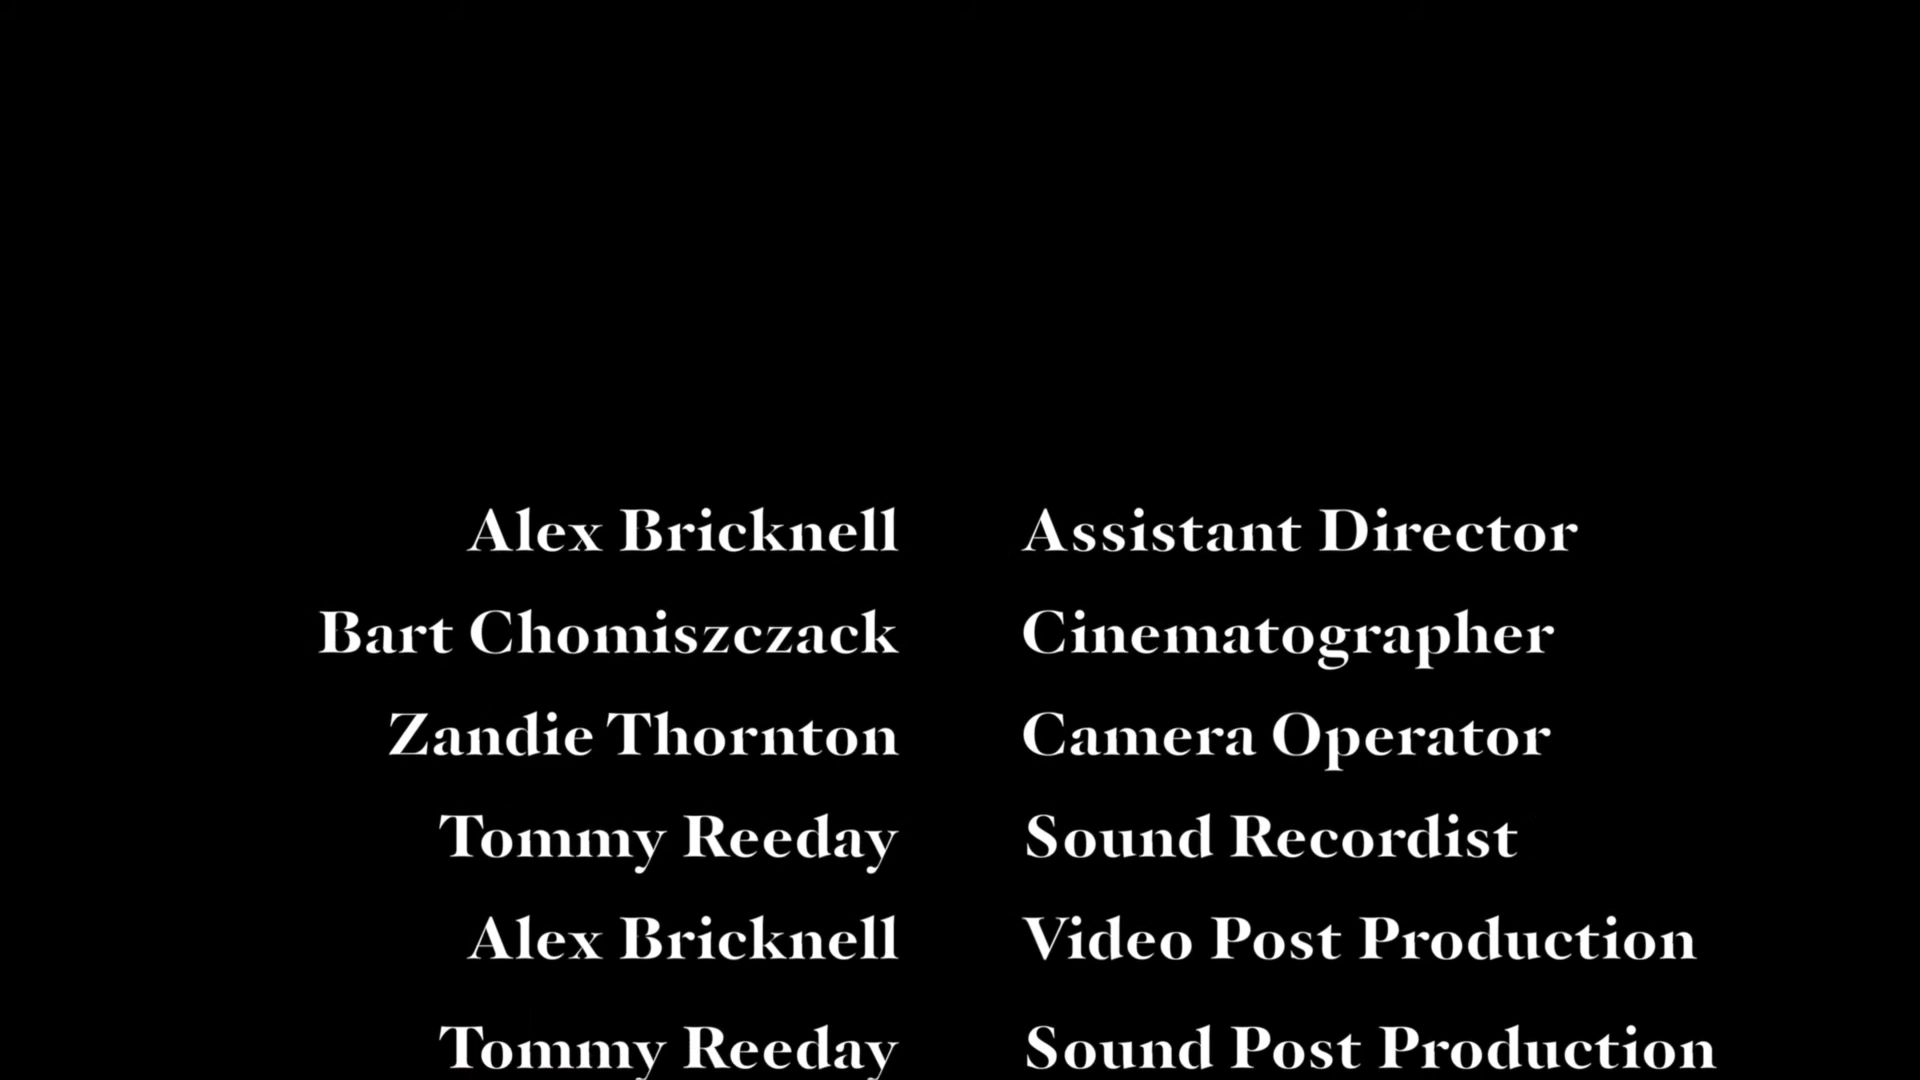 Alex Bricknell Assistant Director
Bart Chomiszczack Cinematographer
Zandie Thornton Camera Operator
Tommy Reeday Sound Recordist
Alex Bricknell Video Post Production
Tommy Reeday Sound Post Production